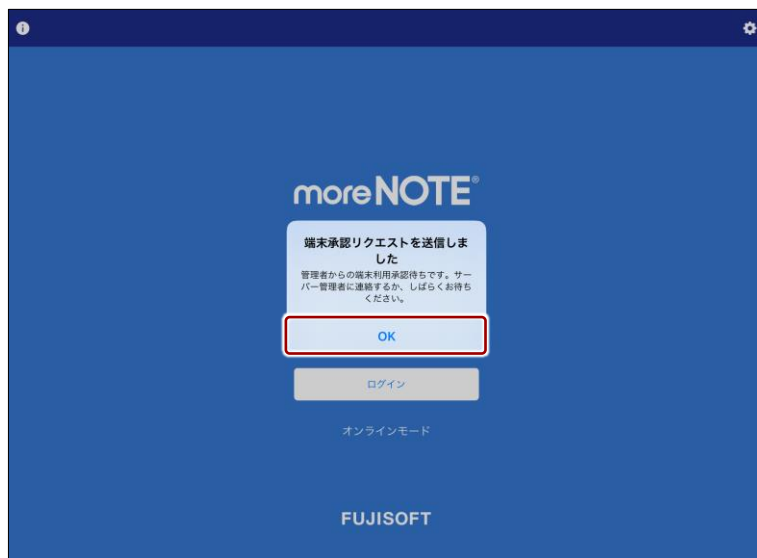 moreNOTE®
端末承認リクエストを送信しま
した
管理者からの端末利用承認待ちです。サー
バー管理者に連絡するか、しばらくお待ち
ください。
OK
ログイン
オンラインモード
FUJISOFT